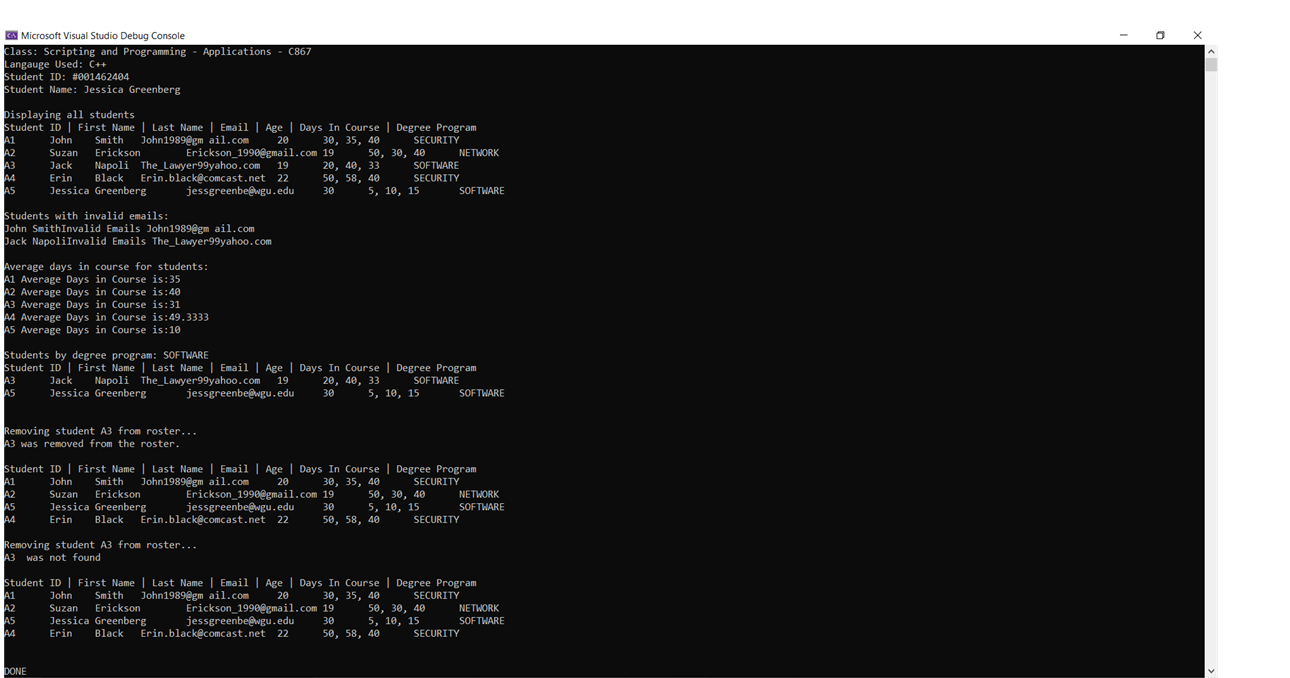 Microsoft Visual Studio Debug Console
Class: Scripting and Programming - Applications - C867
Langauge Used: C++
Student ID: #001462404
Student Name: Jessica Greenberg
Displaying all students
Student ID | First Name | Last Name | Email | Age | Days In Course | Degree Program
A1 John Smith John1989@gm ail.com 20 30, 35, 40 SECURITY
A2 Suzan Erickson Erickson_1990@gmail.com 19 50, 30, 40 NETWORK
A3 Jack Napoli The_Lawyer99yahoo.com 19 20, 40, 33 SOFTWARE
A4 Erin Black Erin.black@comcast.net 22 50, 58, 40 SECURITY
A5 Jessica Greenberg jessgreenbe@wgu.edu 30 5, 10, 15 SOFTWARE
Students with invalid emails:
John SmithInvalid Emails John1989@gm ail.com
Jack NapoliInvalid Emails The_Lawyer99yahoo.com
Average days in course for students:
A1 Average Days in Course is:35
A2 Average Days in Course is:40
A3 Average Days in Course is:31
A4 Average Days in Course is:49.3333
A5 Average Days in Course is:10
Students by degree program: SOFTWARE
Student ID | First Name | Last Name | Email | Age | Days In Course | Degree Program
A3 Jack Napoli The_Lawyer99yahoo.com 19 20, 40, 33 SOFTWARE
A5 Jessica Greenberg jessgreenbe@wgu.edu 30 5, 10, 15 SOFTWARE
Removing student A3 from roster...
A3 was removed from the roster.
Student ID | First Name | Last Name | Email | Age | Days In Course | Degree Program
A1 John Smith John1989@gm ail.com 20 30, 35, 40 SECURITY
A2 Suzan Erickson Erickson_1990@gmail.com 19 50, 30, 40 NETWORK
A5 Jessica Greenberg jessgreenbe@wgu.edu 30 5, 10, 15 SOFTWARE
A4 Erin Black Erin.black@comcast.net 22 50, 58, 40 SECURITY
Removing student A3 from roster...
A3 was not found
Student ID | First Name | Last Name | Email | Age | Days In Course | Degree Program
A1 John Smith John1989@gm ail.com 20 30, 35, 40 SECURITY
A2 Suzan Erickson Erickson_1990@gmail.com 19 50, 30, 40 NETWORK
A5 Jessica Greenberg jessgreenbe@wgu.edu 30 5, 10, 15 SOFTWARE
A4 Erin Black Erin.black@comcast.net 22 50, 58, 40 SECURITY
DONE